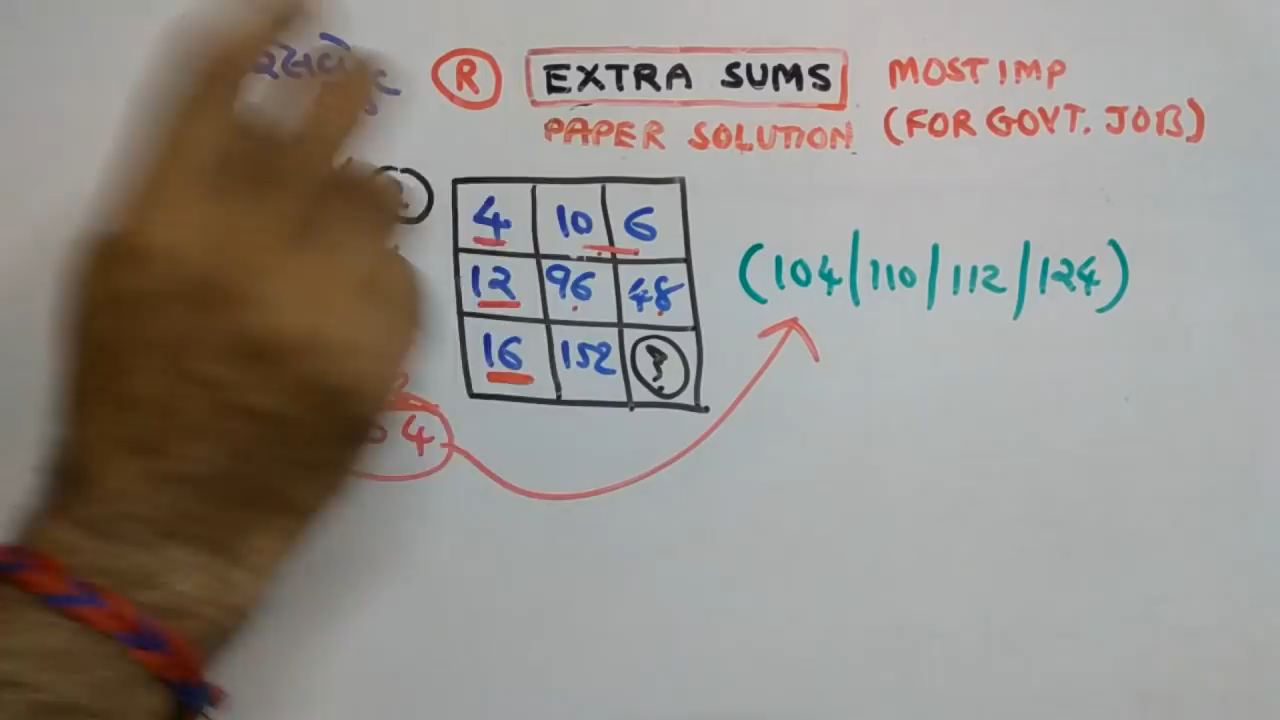 R EXTRA SUMS MOST IMP
PAPER SOLUTION (FOR GOVT. JOB)
4 10 6
12 96 48
16 152 ?
(104/110/112/124)
4